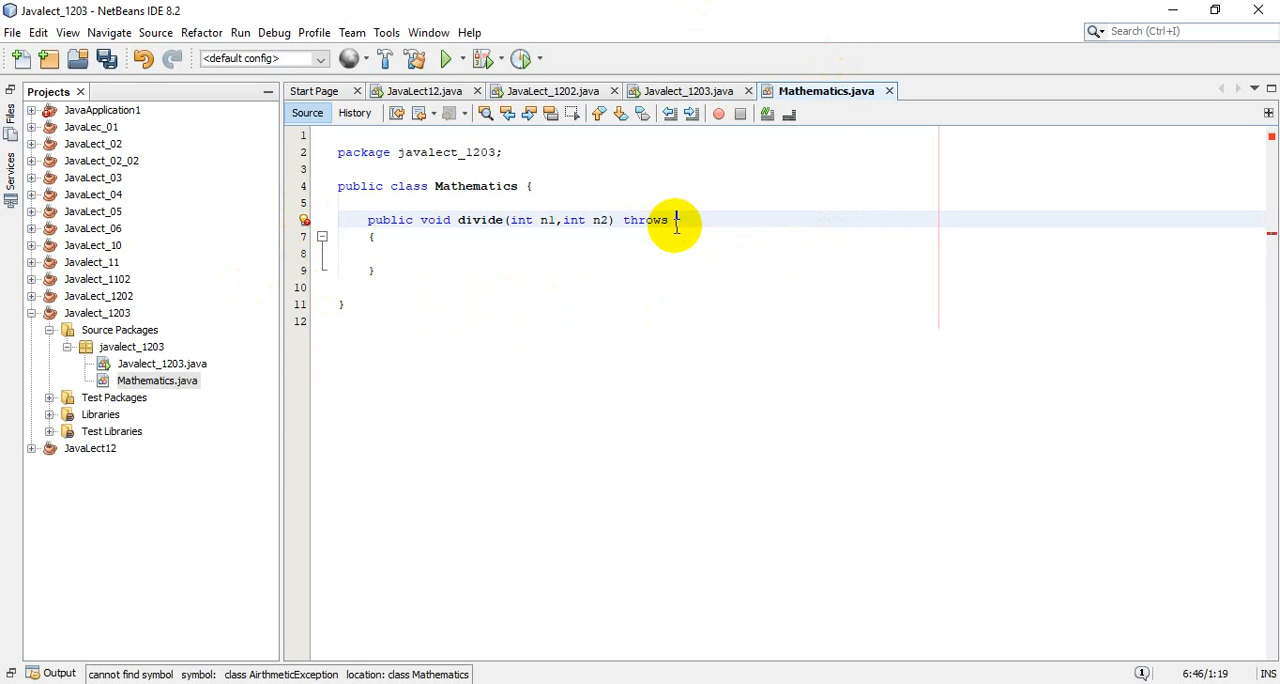 Javalect_1203 - NetBeans IDE 8.2
File Edit View Navigate Source Refactor Run Debug Profile Team Tools Window Help
Search (Ctrl+I)
<default config>
Projects
Files
Services
Start Page
JavaLect12.java
JavaLect_1202.java
Javalect_1203.java
Mathematics.java
Source
History
JavaApplication1
JavaLec_01
JavaLect_02
JavaLect_02_02
JavaLect_03
JavaLect_04
JavaLect_05
JavaLect_06
JavaLect_10
Javalect_11
JavaLect_1102
JavaLect_1202
Javalect_1203
Source Packages
javalect_1203
Javalect_1203.java
Mathematics.java
Test Packages
Libraries
Test Libraries
JavaLect12
1
2 package javalect_1203;
3
4 public class Mathematics {
5
public void divide(int n1,int n2) throws
7 {
8
9 }
10
11 }
12
Output
cannot find symbol symbol: class AirthmeticException location: class Mathematics
1
6:46/1:19
INS